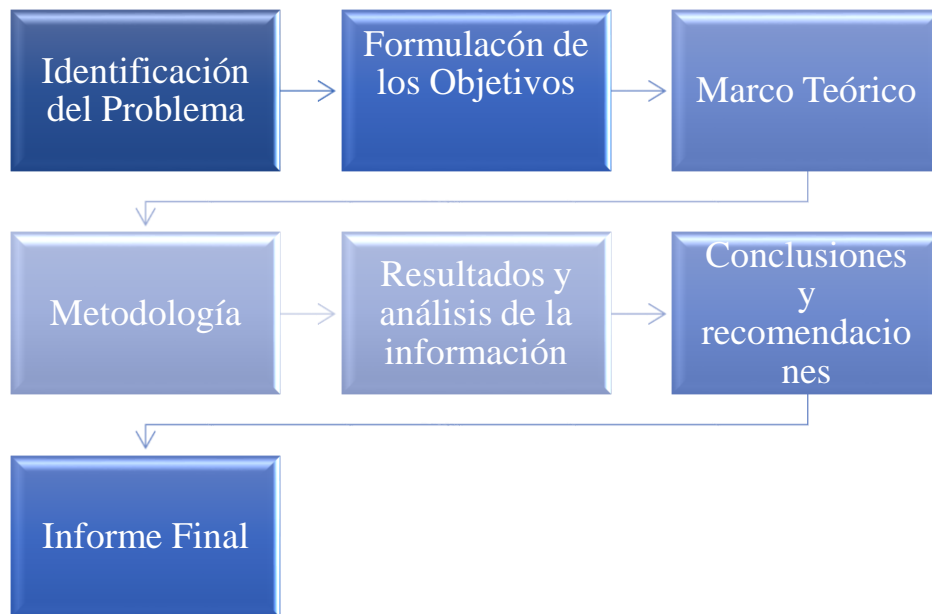 Identificación
del Problema
Formulacón de
los Objetivos
Marco Teórico
Metodología
Resultados y
análisis de la
información
Conclusiones
y
recomendacio
nes
Informe Final